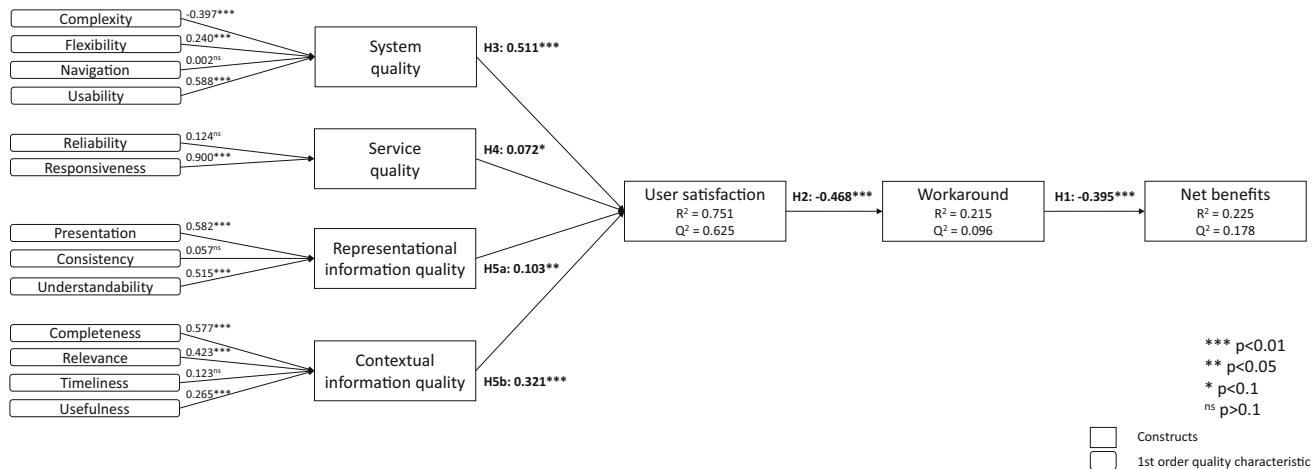 Complexity
-0.397***
Flexibility
0.240***
Navigation
0.002ns
Usability
0.588***
System
quality
H3: 0.511***
Reliability
0.124ns
Responsiveness
0.900***
Service
quality
H4: 0.072*
Presentation
0.582***
Consistency
0.057ns
Understandability
0.515***
Representational
information quality
H5a: 0.103**
Completeness
0.577***
Relevance
0.423***
Timeliness
0.123ns
Usefulness
0.265***
Contextual
information quality
H5b: 0.321***
User satisfaction
R² = 0.751
Q² = 0.625
H2: -0.468***
Workaround
R² = 0.215
Q² = 0.096
H1: -0.395***
Net benefits
R² = 0.225
Q² = 0.178
*** p<0.01
** p<0.05
* p<0.1
ns p>0.1
Constructs
1st order quality characteristic